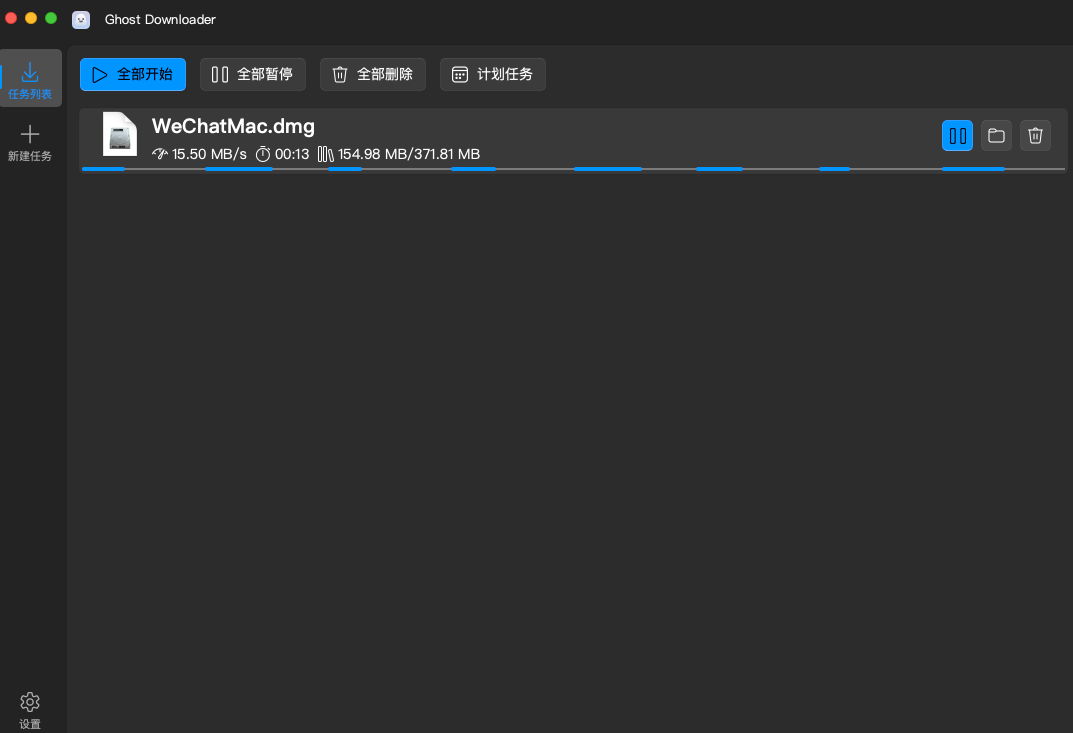 Ghost Downloader
任务列表
新建任务
设置
全部开始 全部暂停 全部删除 计划任务
WeChatMac.dmg
15.50 MB/s 00:13 154.98 MB/371.81 MB